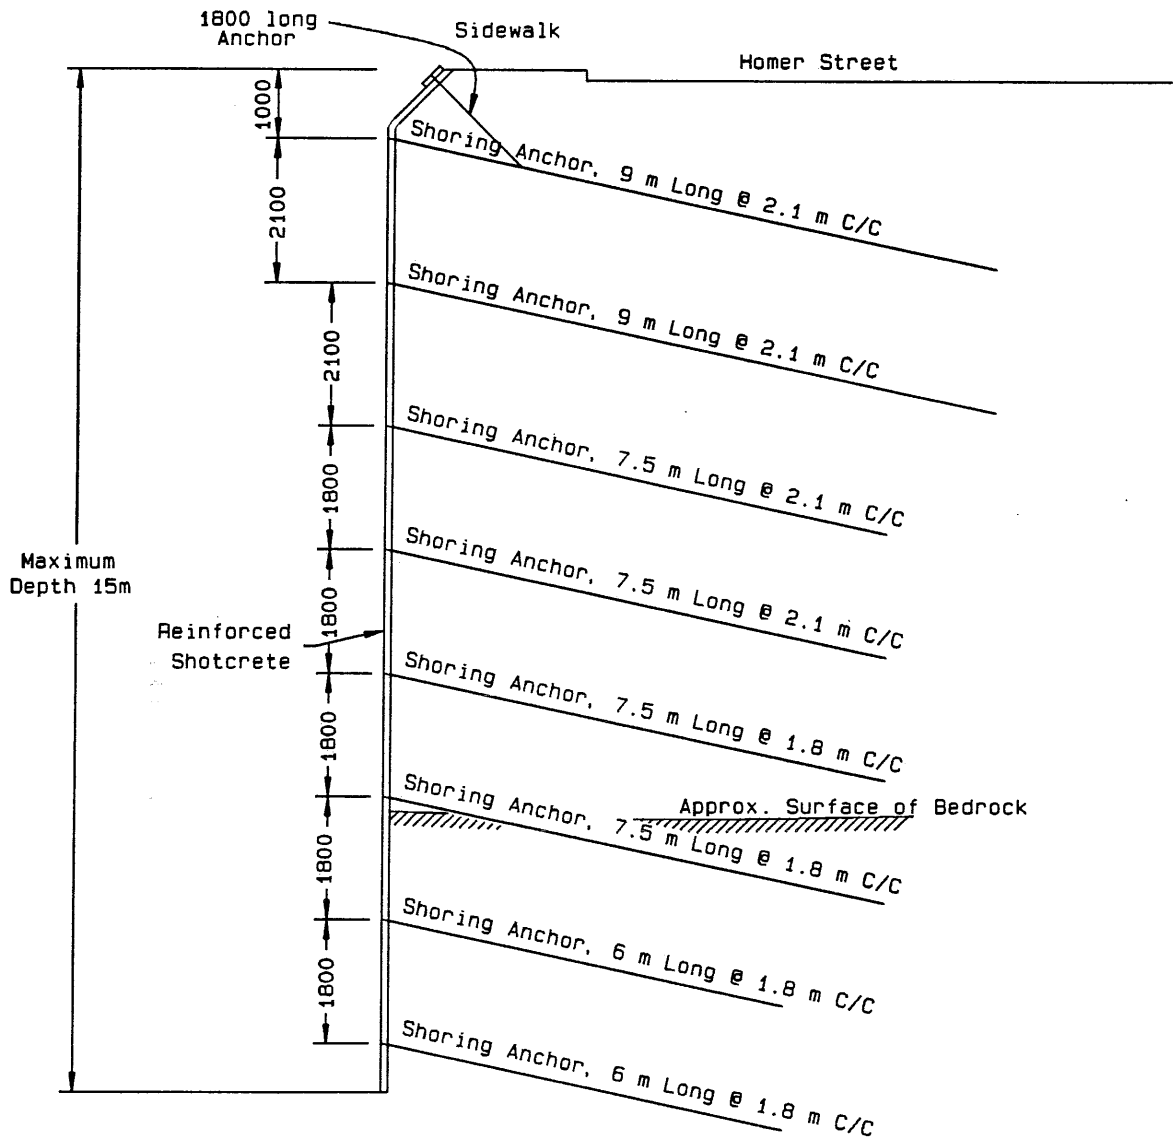 1800 long
Anchor
Sidewalk
Homer Street
1000
Shoring Anchor, 9 m Long @ 2.1 m C/C
2100
Shoring Anchor, 9 m Long @ 2.1 m C/C
2100
Shoring Anchor, 7.5 m Long @ 2.1 m C/C
1800
Shoring Anchor, 7.5 m Long @ 2.1 m C/C
Maximum
Depth 15m
1800
Reinforced
Shotcrete
Shoring Anchor, 7.5 m Long @ 1.8 m C/C
1800
Shoring Anchor, 7.5 m Long @ 1.8 m C/C
Approx. Surface of Bedrock
1800
Shoring Anchor, 6 m Long @ 1.8 m C/C
1800
Shoring Anchor, 6 m Long @ 1.8 m C/C